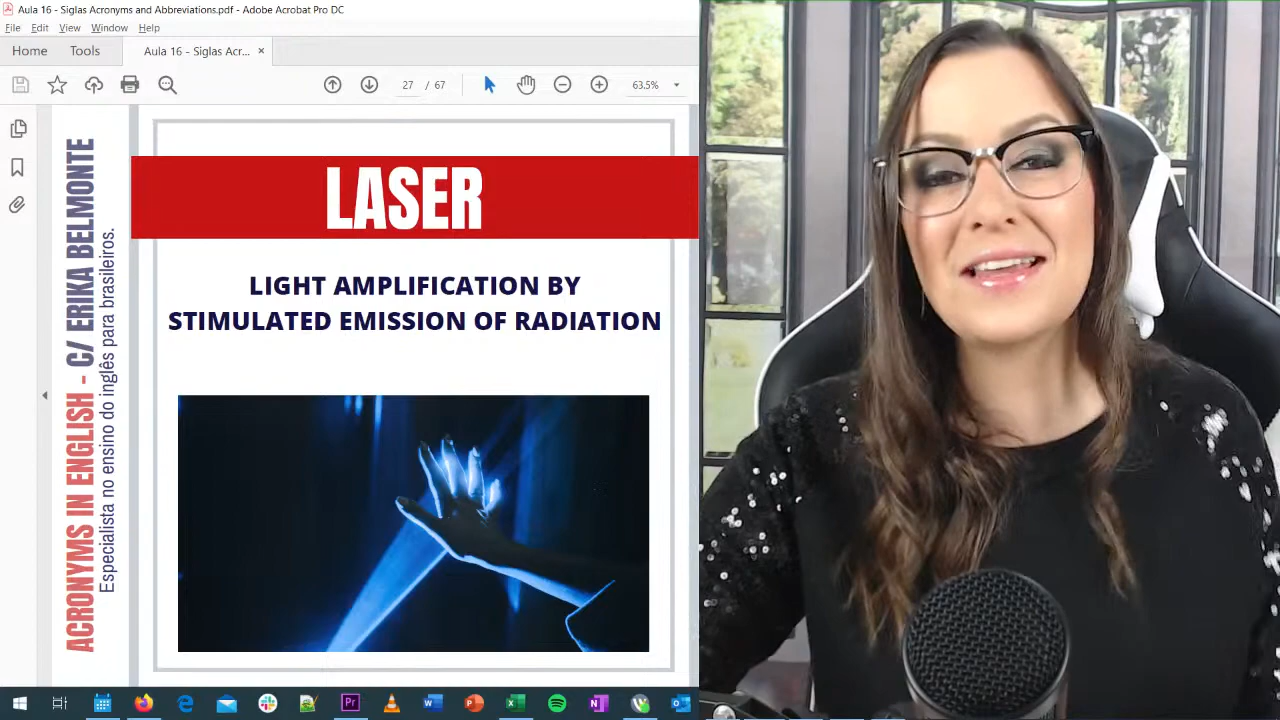 Aula 16 - Siglas Acronyms and Abbreviations.pdf - Adobe Acrobat Pro DC
File Edit View Window Help
Home Tools Aula 16 - Siglas Acr... ×
27 / 67 63.5%
ACRONYMS IN ENGLISH - C/ ERIKA BELMONTE
Especialista no ensino do inglês para brasileiros.
LASER
LIGHT AMPLIFICATION BY
STIMULATED EMISSION OF RADIATION